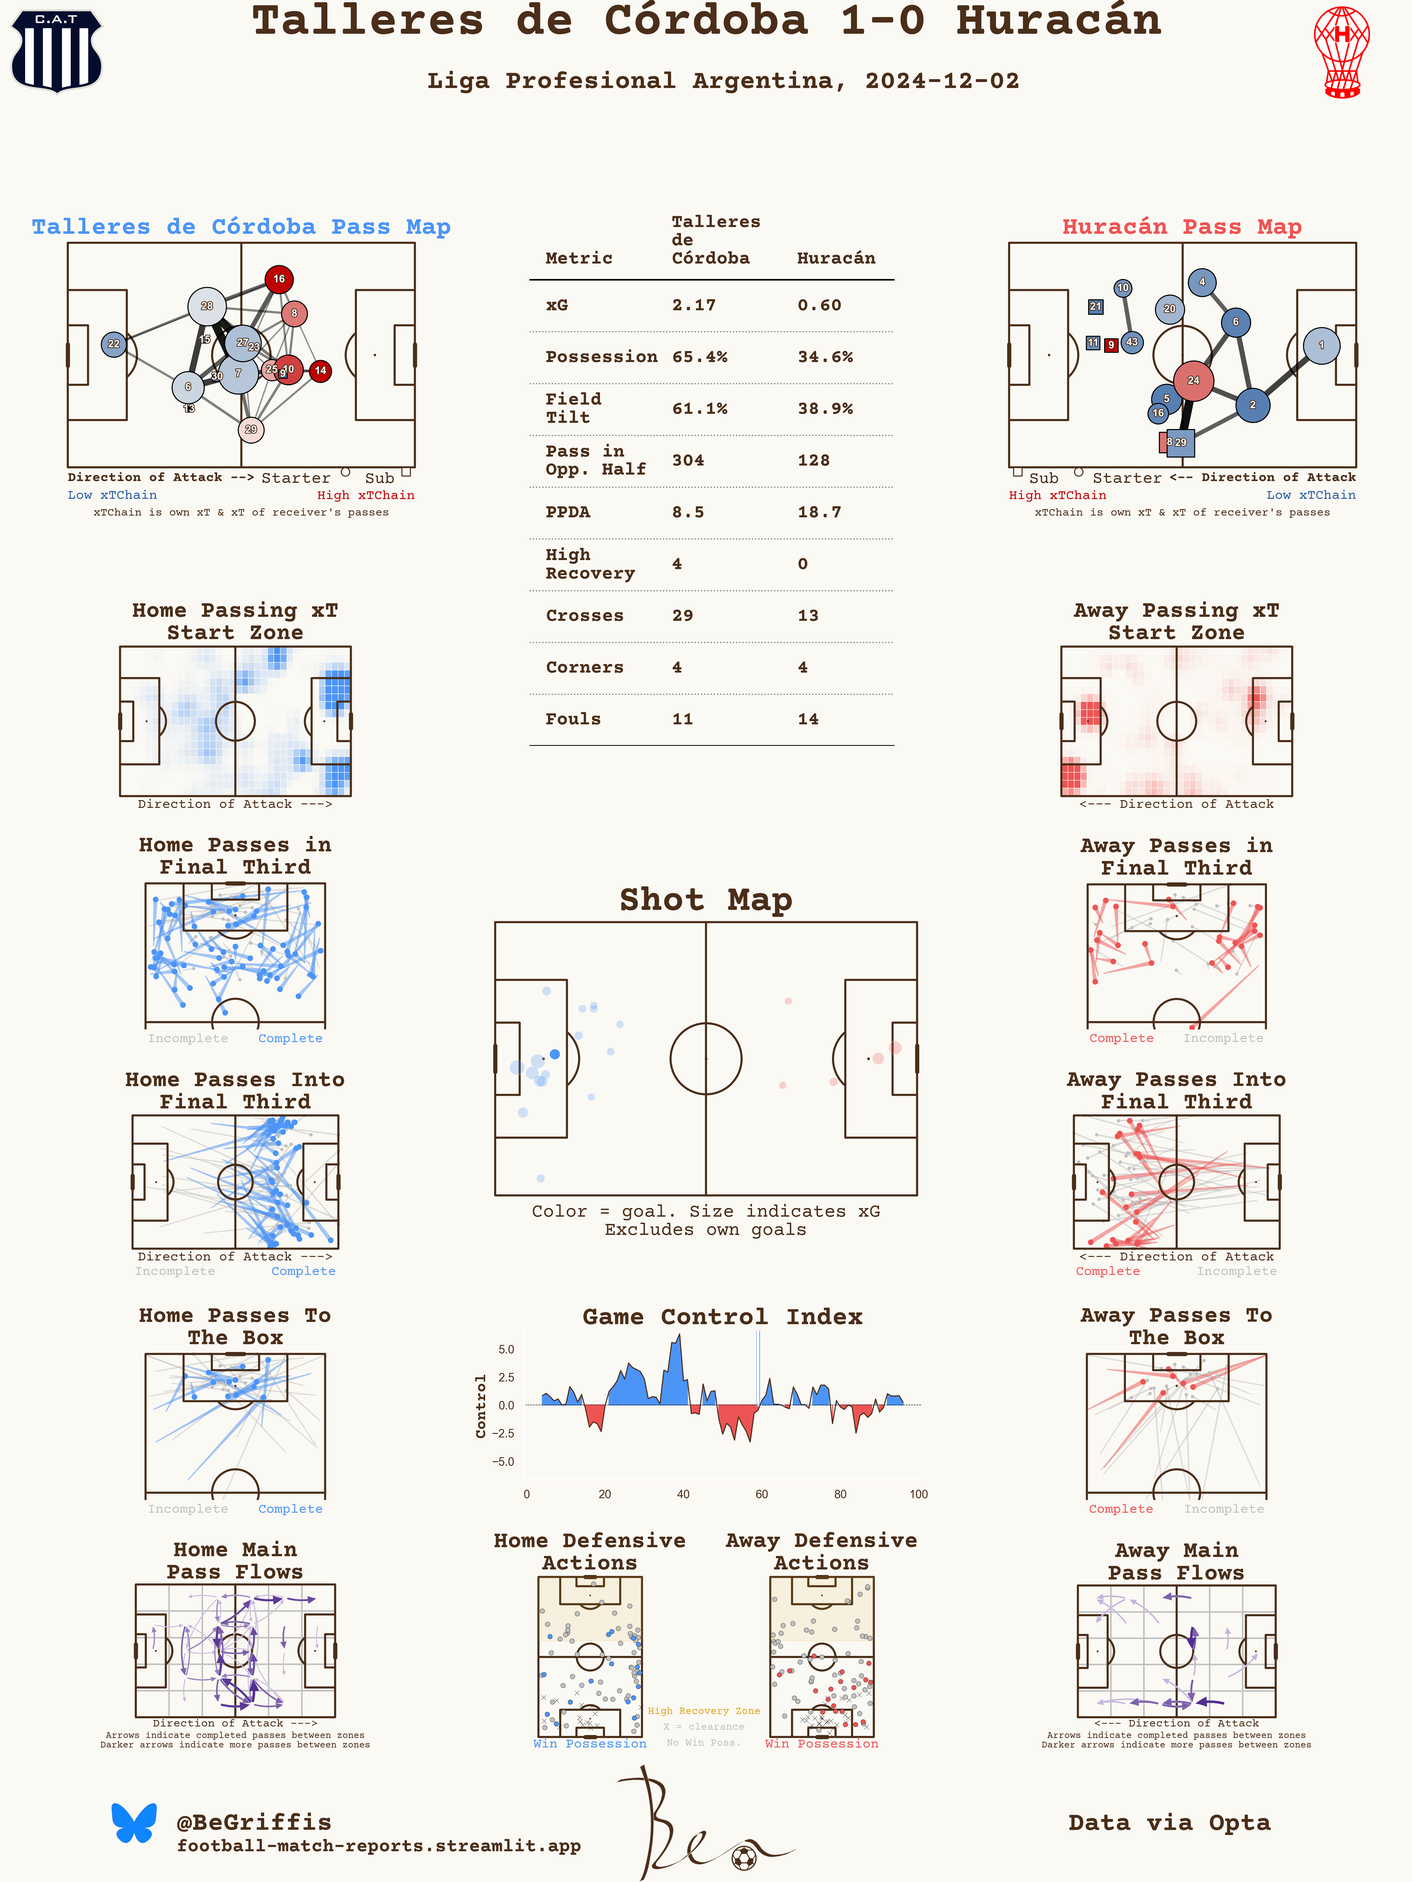 C.A.T
Talleres de Córdoba 1-0 Huracán
H
Liga Profesional Argentina, 2024-12-02
Talleres de Córdoba Pass Map
16
28
8
15
27
23
22
7
25
10
9
14
30
6
13
29
Direction of Attack --> Starter Sub
Low xTChain High xTChain
xTChain is own xT & xT of receiver's passes
Metric Talleres de Córdoba Huracán
xG 2.17 0.60
Possession 65.4% 34.6%
Field Tilt 61.1% 38.9%
Pass in Opp. Half 304 128
PPDA 8.5 18.7
High Recovery 4 0
Crosses 29 13
Corners 4 4
Fouls 11 14
Huracán Pass Map
4
10
21
20
6
11
9
43
1
24
5
16
2
8
29
Sub Starter <-- Direction of Attack
High xTChain Low xTChain
xTChain is own xT & xT of receiver's passes
Home Passing xT
Start Zone
Direction of Attack --->
Away Passing xT
Start Zone
<--- Direction of Attack
Home Passes in
Final Third
Incomplete Complete
Away Passes in
Final Third
Complete Incomplete
Shot Map
Color = goal. Size indicates xG
Excludes own goals
Home Passes Into
Final Third
Direction of Attack --->
Incomplete Complete
Away Passes Into
Final Third
<--- Direction of Attack
Complete Incomplete
Home Passes To
The Box
Incomplete Complete
Game Control Index
Control
5.0
2.5
0.0
−2.5
−5.0
0 20 40 60 80 100
Away Passes To
The Box
Complete Incomplete
Home Main
Pass Flows
Direction of Attack --->
Arrows indicate completed passes between zones
Darker arrows indicate more passes between zones
Home Defensive
Actions
Win Possession
Away Defensive
Actions
Win Possession
High Recovery Zone
X = clearance
No Win Poss.
Away Main
Pass Flows
<--- Direction of Attack
Arrows indicate completed passes between zones
Darker arrows indicate more passes between zones
@BeGriffis
football-match-reports.streamlit.app
Ben
Data via Opta